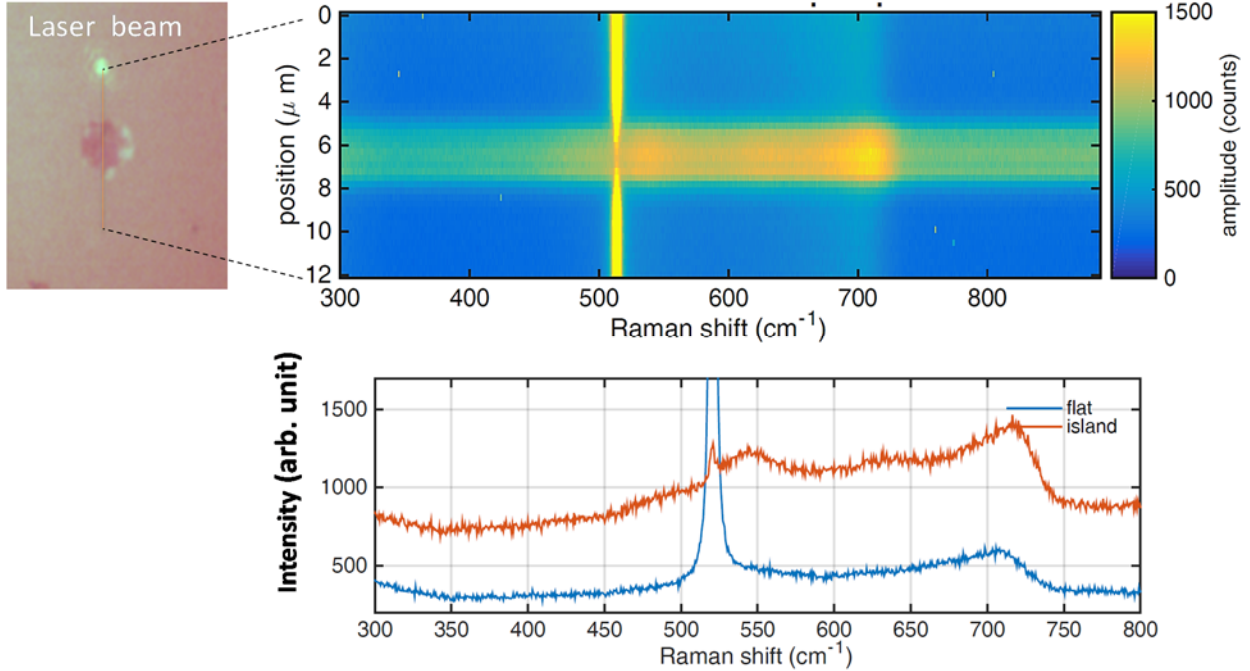 Laser beam
0
2
4
6
8
10
12
position (μ m)
300 400 500 600 700 800
Raman shift (cm⁻¹)
1500
1000
500
0
amplitude (counts)
1500
1000
500
Intensity (arb. unit)
flat
island
300 350 400 450 500 550 600 650 700 750 800
Raman shift (cm⁻¹)